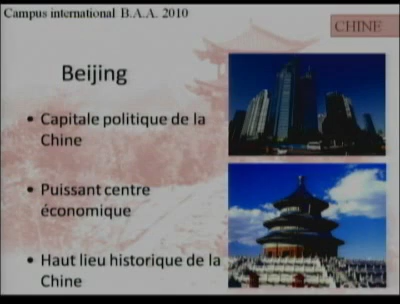 Campus international B.A.A. 2010
CHINE
Beijing
• Capitale politique de la
Chine
• Puissant centre
économique
• Haut lieu historique de la
Chine